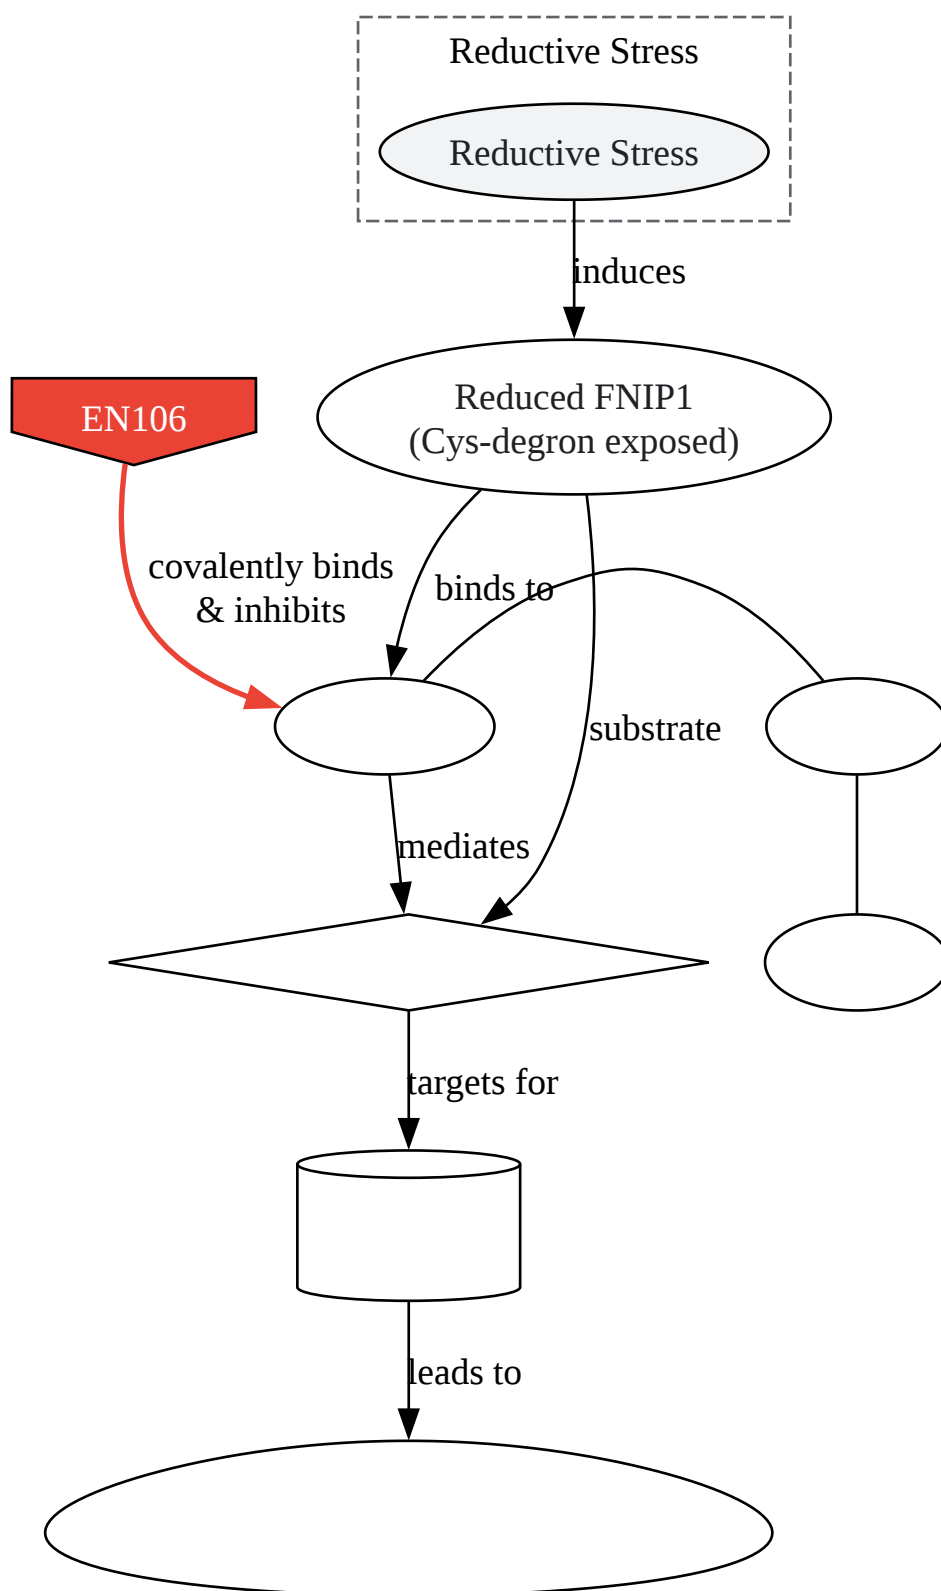 Reductive Stress
Reductive Stress
induces
EN106
Reduced FNIP1
(Cys-degron exposed)
covalently binds
& inhibits
binds to
substrate
mediates
targets for
leads to